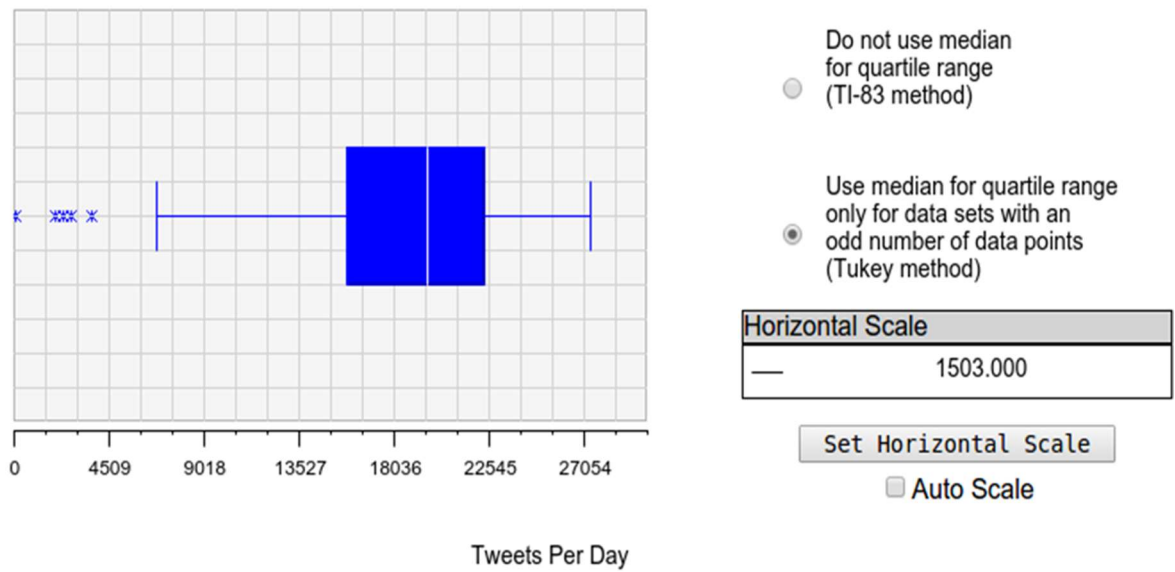 Do not use median
for quartile range
(TI-83 method)
Use median for quartile range
only for data sets with an
odd number of data points
(Tukey method)
Horizontal Scale
1503.000
Set Horizontal Scale
Auto Scale
0 4509 9018 13527 18036 22545 27054
Tweets Per Day